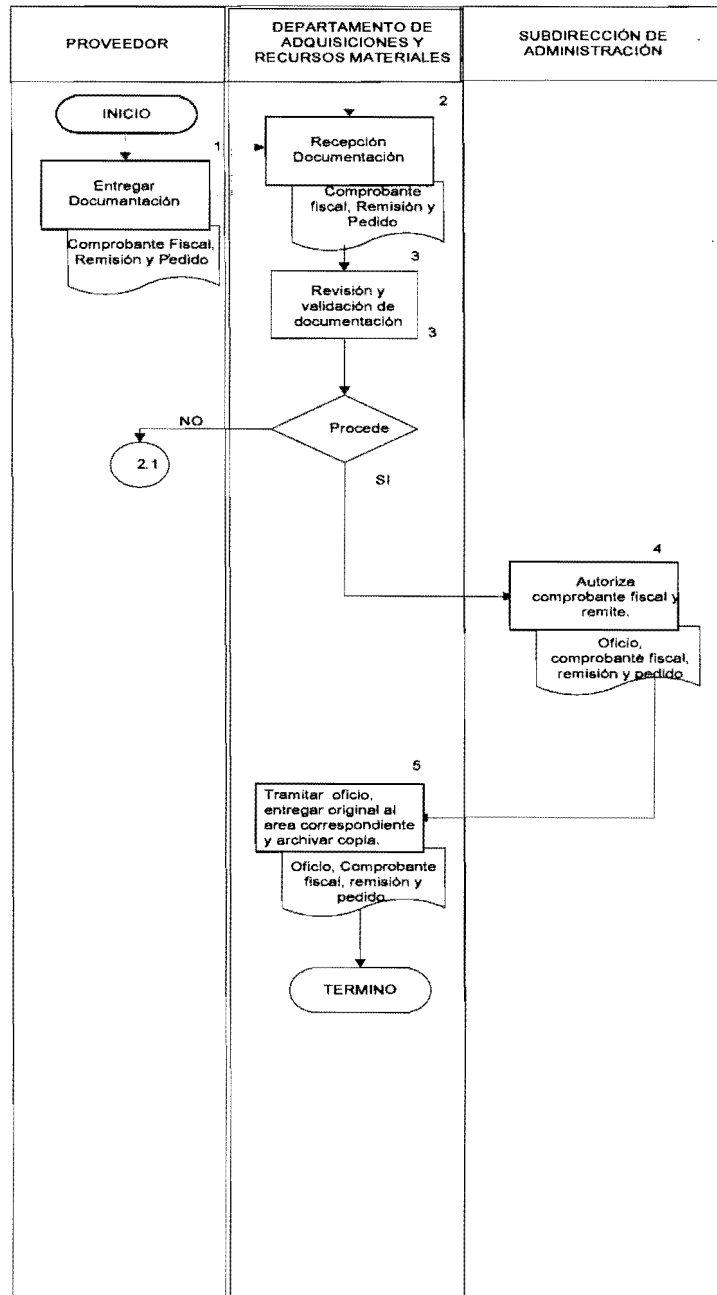 PROVEEDOR
DEPARTAMENTO DE
ADQUISICIONES Y
RECURSOS MATERIALES
SUBDIRECCIÓN DE
ADMINISTRACIÓN
INICIO
1
Entregar
Documantación
Comprobante Fiscal,
Remisión y Pedido
2
Recepción
Documentación
Comprobante
fiscal, Remisión y
Pedido
3
Revisión y
validación de
documentación
3
Procede
NO
2.1
SI
4
Autoriza
comprobante fiscal y
remite.
Oficio,
comprobante fiscal,
remisión y pedido
5
Tramitar oficio,
entregar original al
area correspondiente
y archivar copia.
Oficio, Comprobante
fiscal, remisión y
pedido.
TERMINO